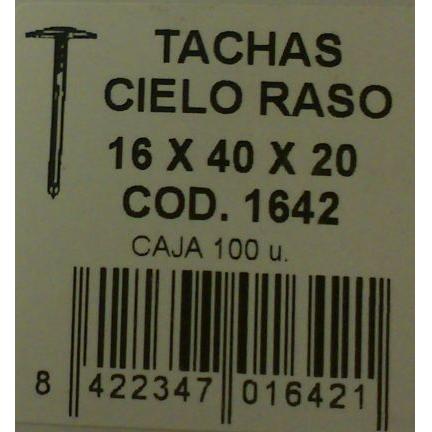 TACHAS
CIELO RASO
16 X 40 X 20
COD. 1642
CAJA 100 u.
8 422347 016421